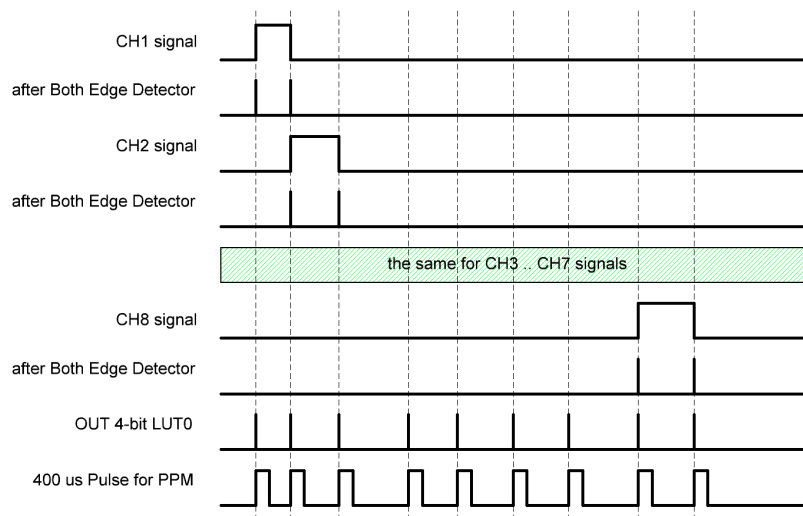 CH1 signal
after Both Edge Detector
CH2 signal
after Both Edge Detector
the same for CH3 .. CH7 signals
CH8 signal
after Both Edge Detector
OUT 4-bit LUT0
400 us Pulse for PPM